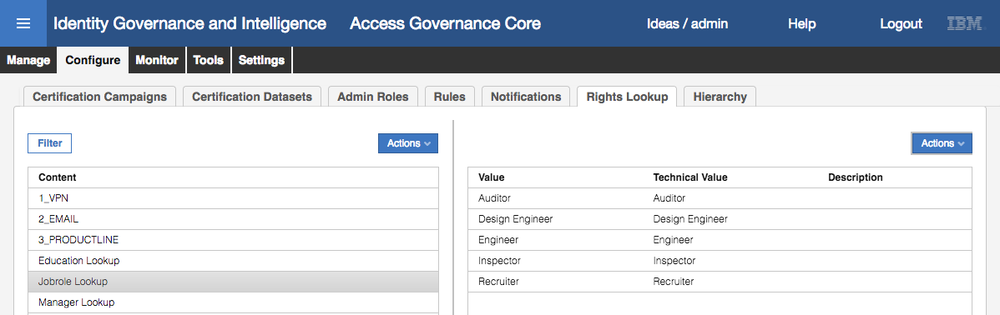 Identity Governance and Intelligence Access Governance Core Ideas / admin Help Logout IBM
Manage Configure Monitor Tools Settings
Certification Campaigns Certification Datasets Admin Roles Rules Notifications Rights Lookup Hierarchy
Filter Actions Actions
Content Value Technical Value Description
1_VPN Auditor Auditor
2_EMAIL Design Engineer Design Engineer
3_PRODUCTLINE Engineer Engineer
Education Lookup Inspector Inspector
Jobrole Lookup Recruiter Recruiter
Manager Lookup